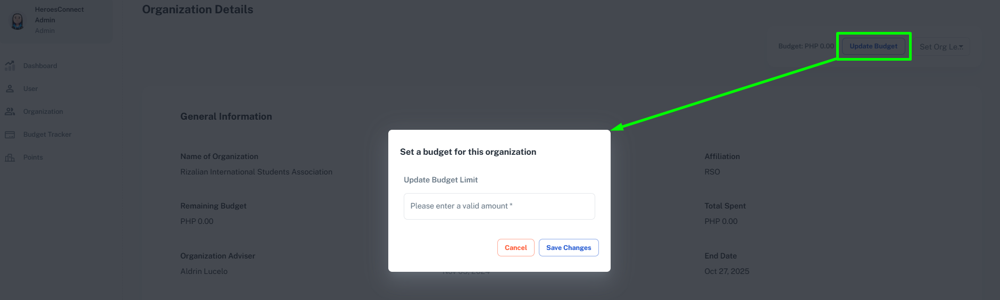 HeroesConnect
Admin
Admin
Organization Details
Budget: PHP 0.00
Update Budget
Set Org Le...
Dashboard
User
Organization
Budget Tracker
Points
General Information
Name of Organization
Rizalian International Students Association
Affiliation
RSO
Remaining Budget
PHP 0.00
Total Spent
PHP 0.00
Organization Adviser
Aldrin Lucelo
Nov 05, 2024
End Date
Oct 27, 2025
Set a budget for this organization
Update Budget Limit
Please enter a valid amount *
Cancel
Save Changes